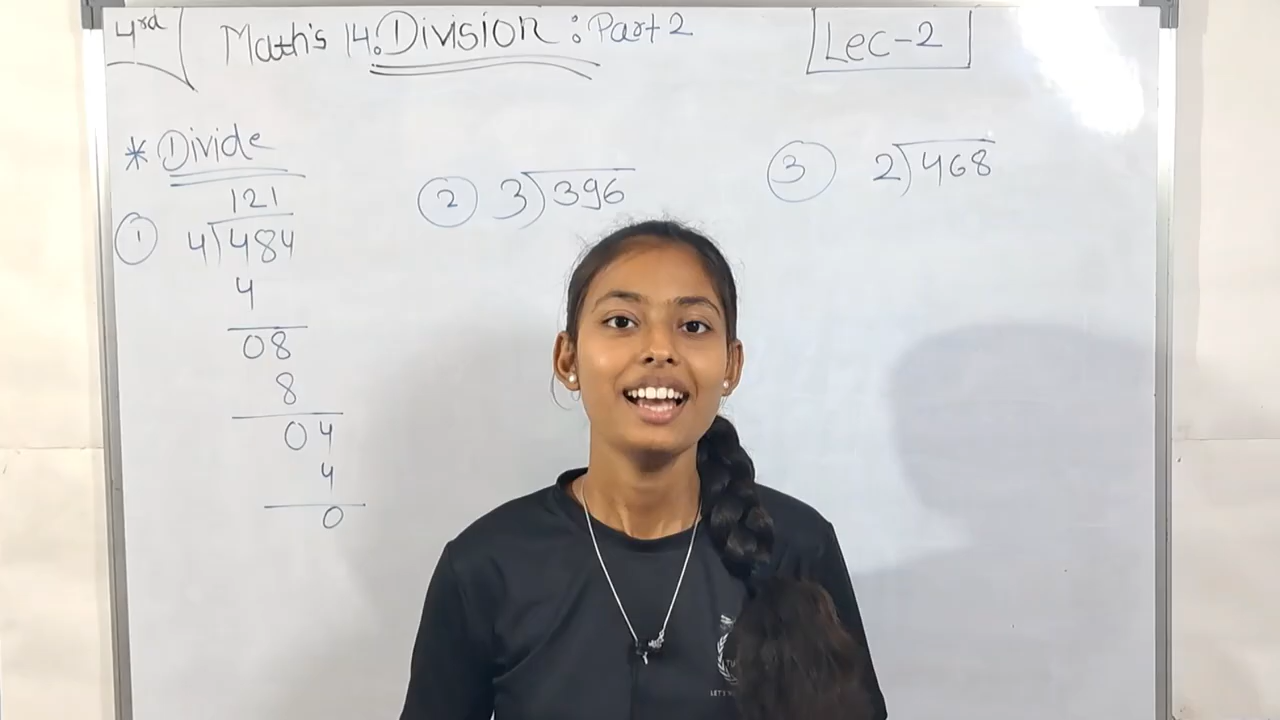 4rd
Math's 14. Division : Part 2
Lec-2
* Divide
121
① 4)484
4
08
8
04
4
0
② 3)396
③ 2)468